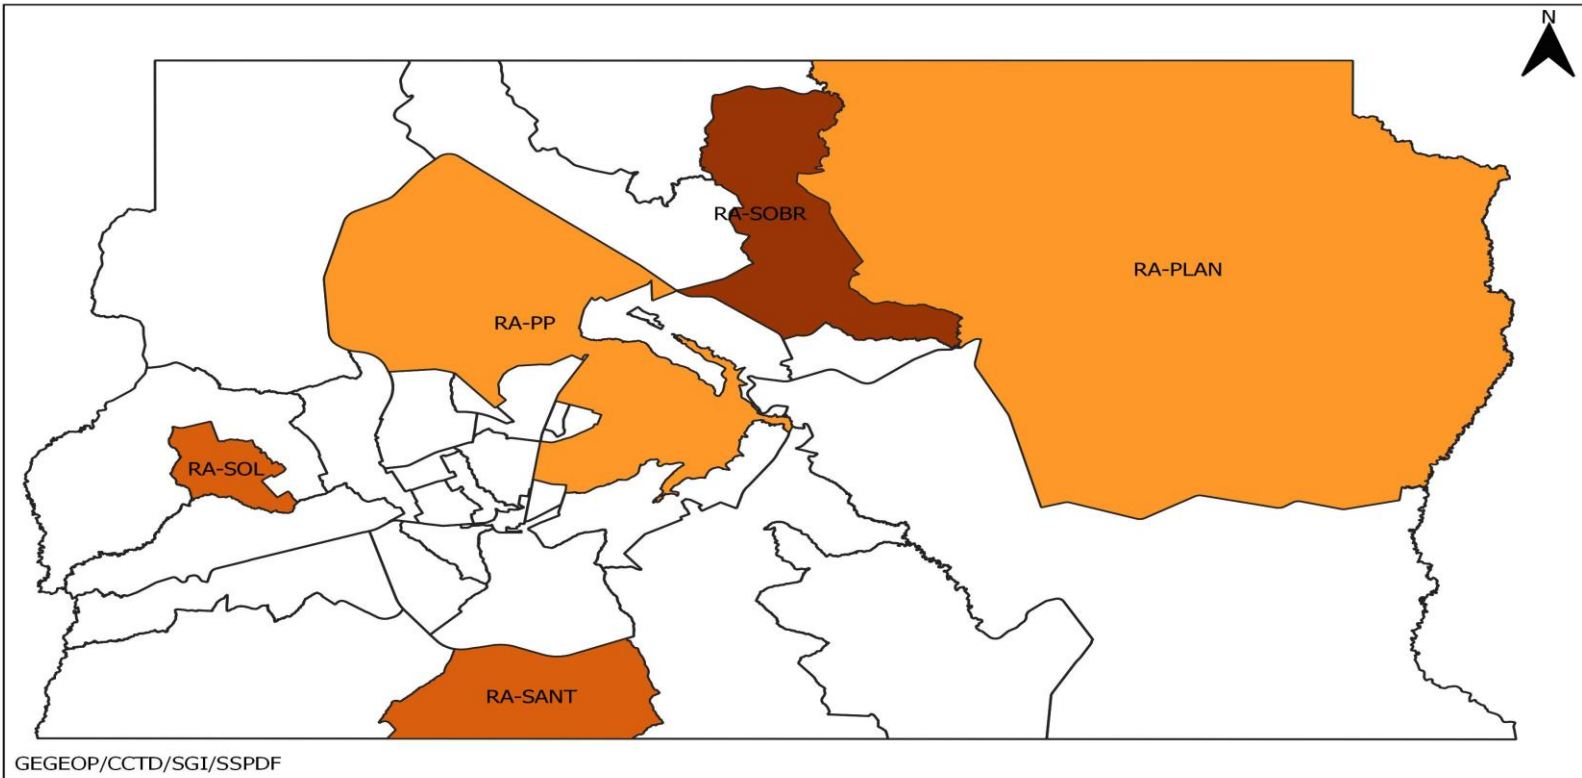 N
RA-SOBR
RA-PLAN
RA-PP
RA-SOL
RA-SANT
GEGEOP/CCTD/SGI/SSPDF